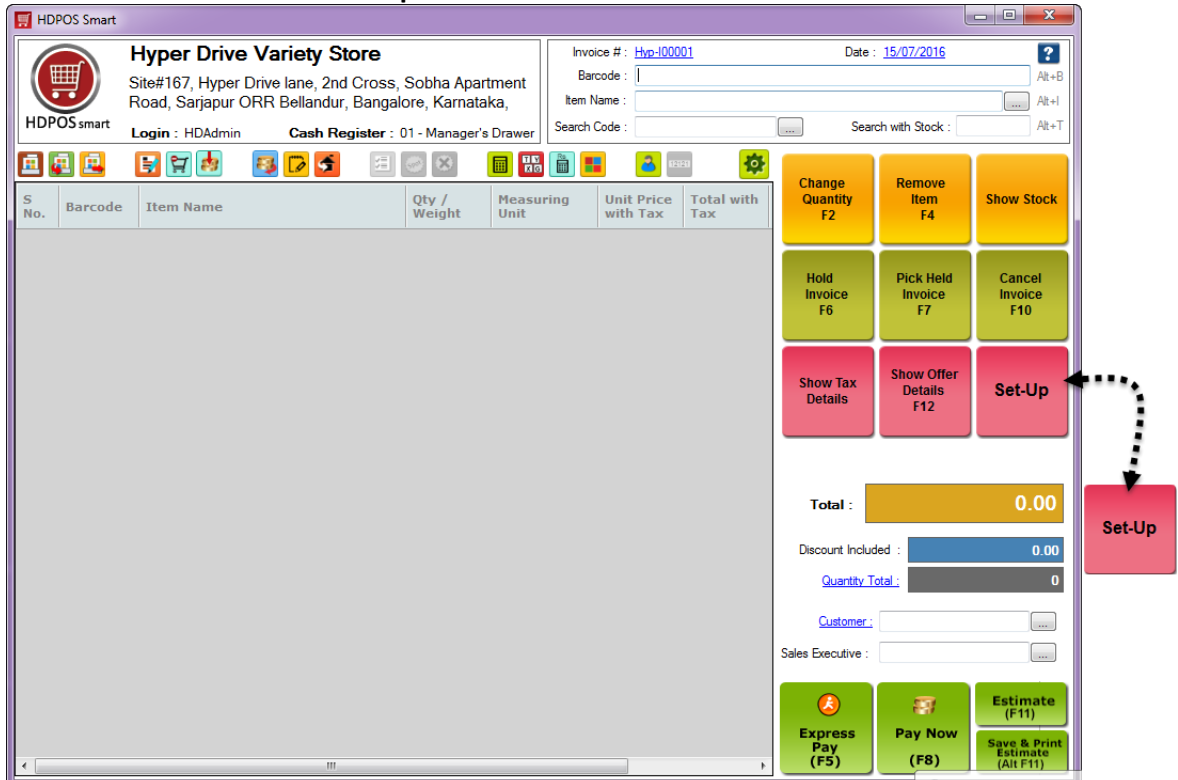 HDPOS Smart
Hyper Drive Variety Store
Site#167, Hyper Drive lane, 2nd Cross, Sobha Apartment
Road, Sarjapur ORR Bellandur, Bangalore, Karnataka,
HDPOS smart
Login : HDAdmin Cash Register : 01 - Manager's Drawer
Invoice # : Hyp-I00001 Date : 15/07/2016 ?
Barcode : Alt+B
Item Name : ... Alt+I
Search Code : ... Search with Stock : Alt+T
S No. Barcode Item Name Qty / Weight Measuring Unit Unit Price with Tax Total with Tax
Change
Quantity
F2
Remove
Item
F4
Show Stock
Hold
Invoice
F6
Pick Held
Invoice
F7
Cancel
Invoice
F10
Show Tax
Details
Show Offer
Details
F12
Set-Up
Set-Up
Total : 0.00
Discount Included : 0.00
Quantity Total : 0
Customer : ...
Sales Executive : ...
Express
Pay
(F5)
Pay Now
(F8)
Estimate
(F11)
Save & Print
Estimate
(Alt F11)